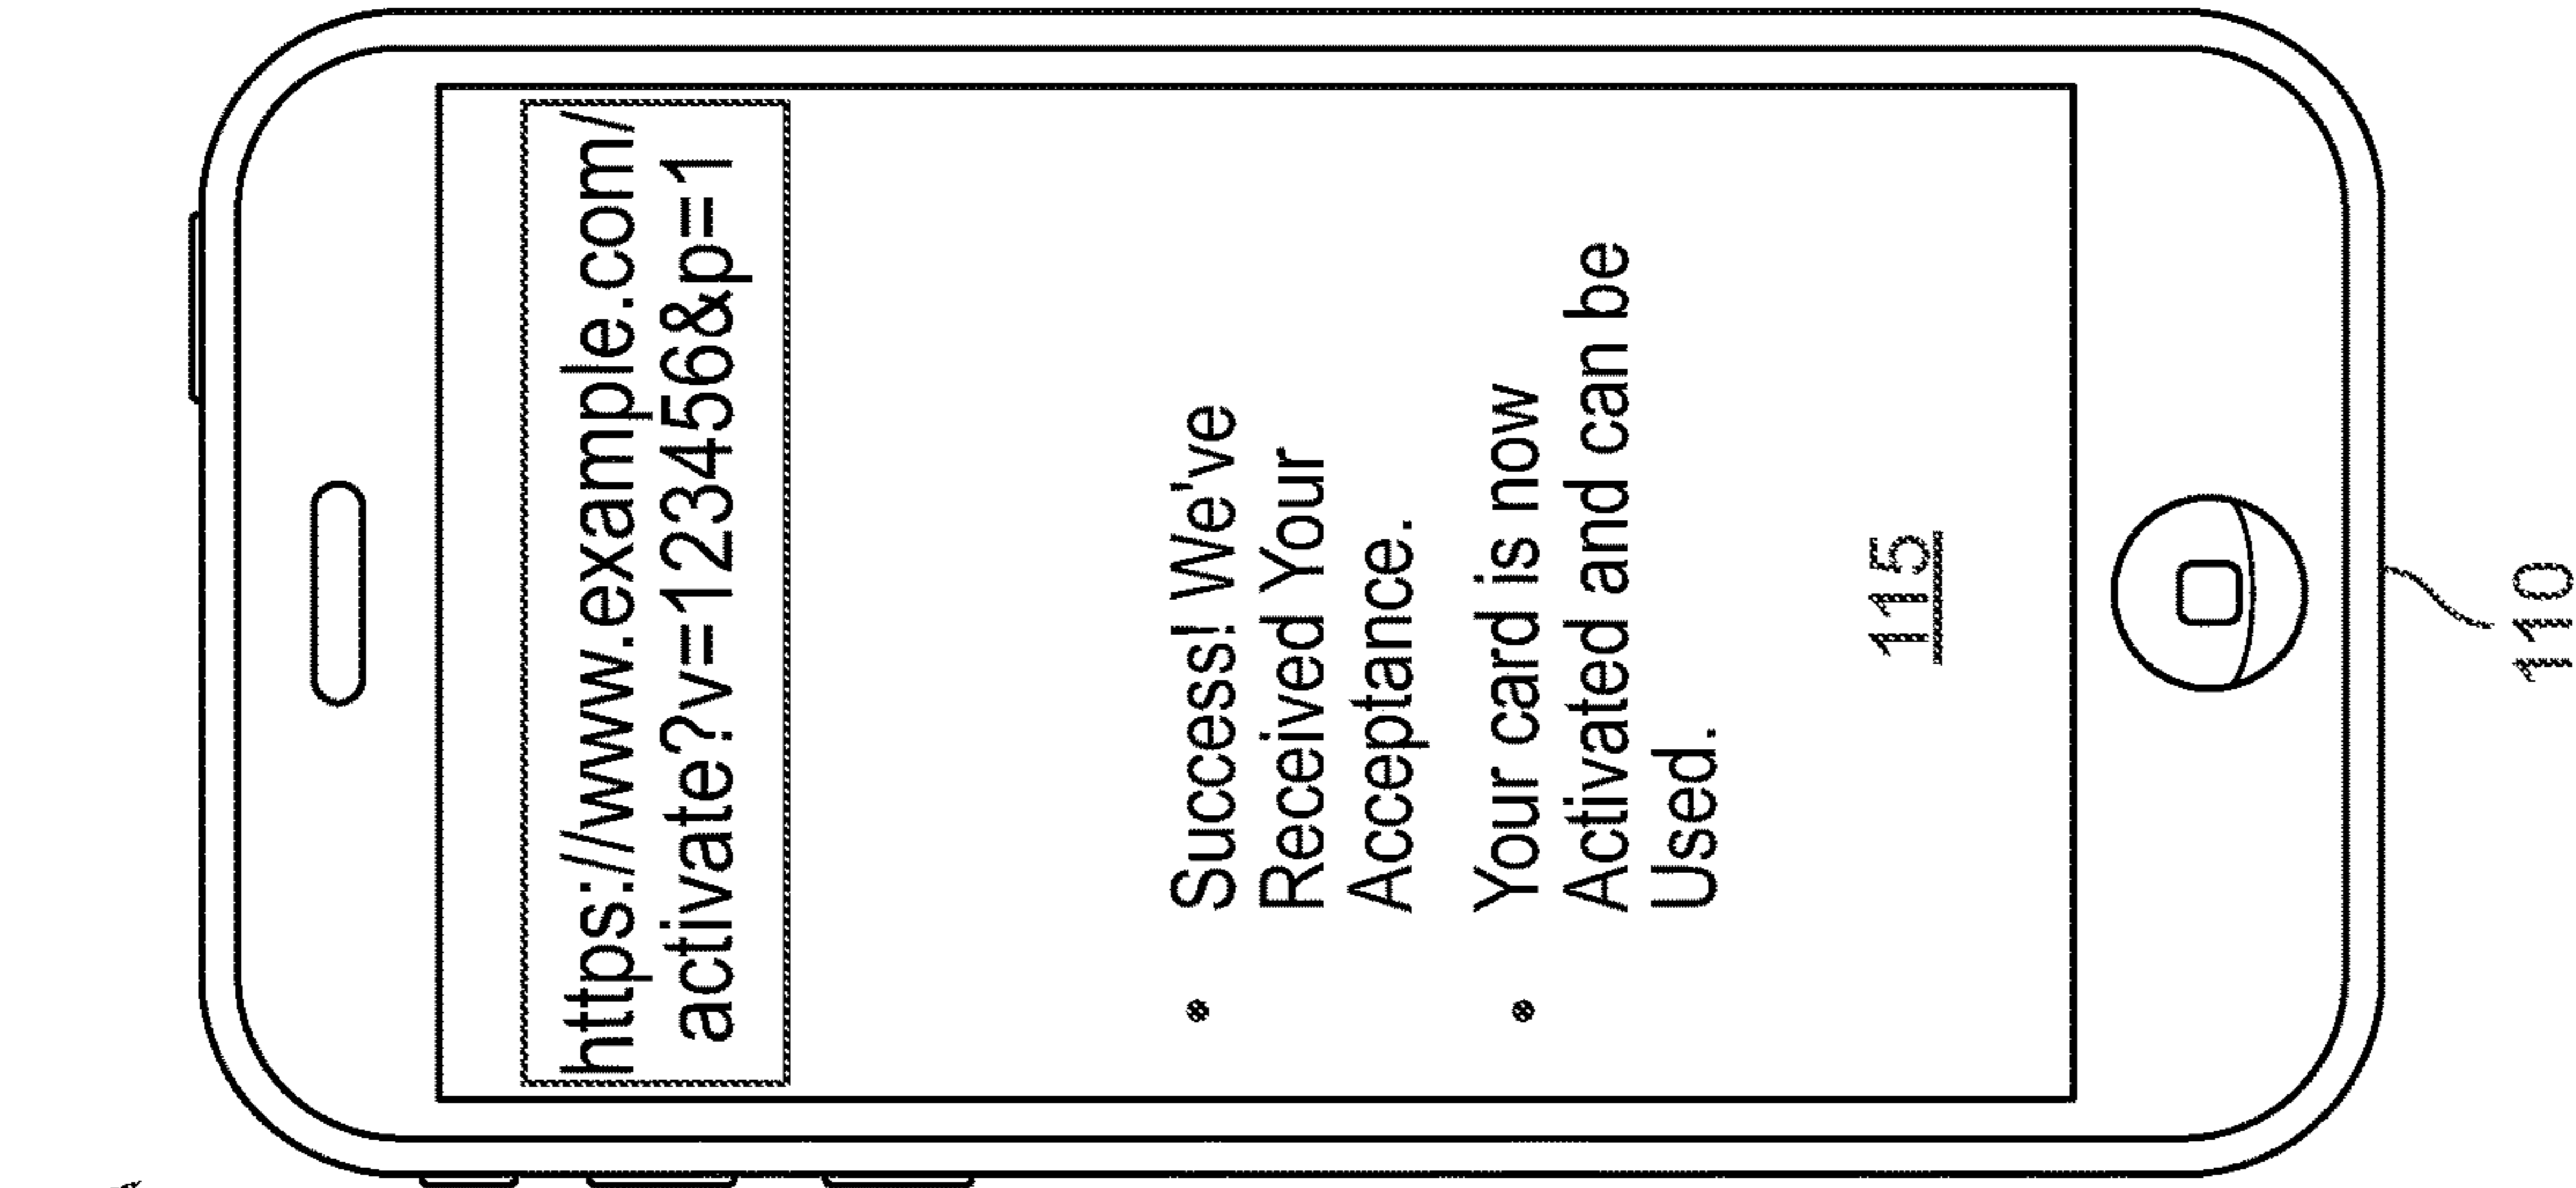 https://www.example.com/
activate?v=123456&p=1
• Success! We've
Received Your
Acceptance.
• Your card is now
Activated and can be
Used.
115
110